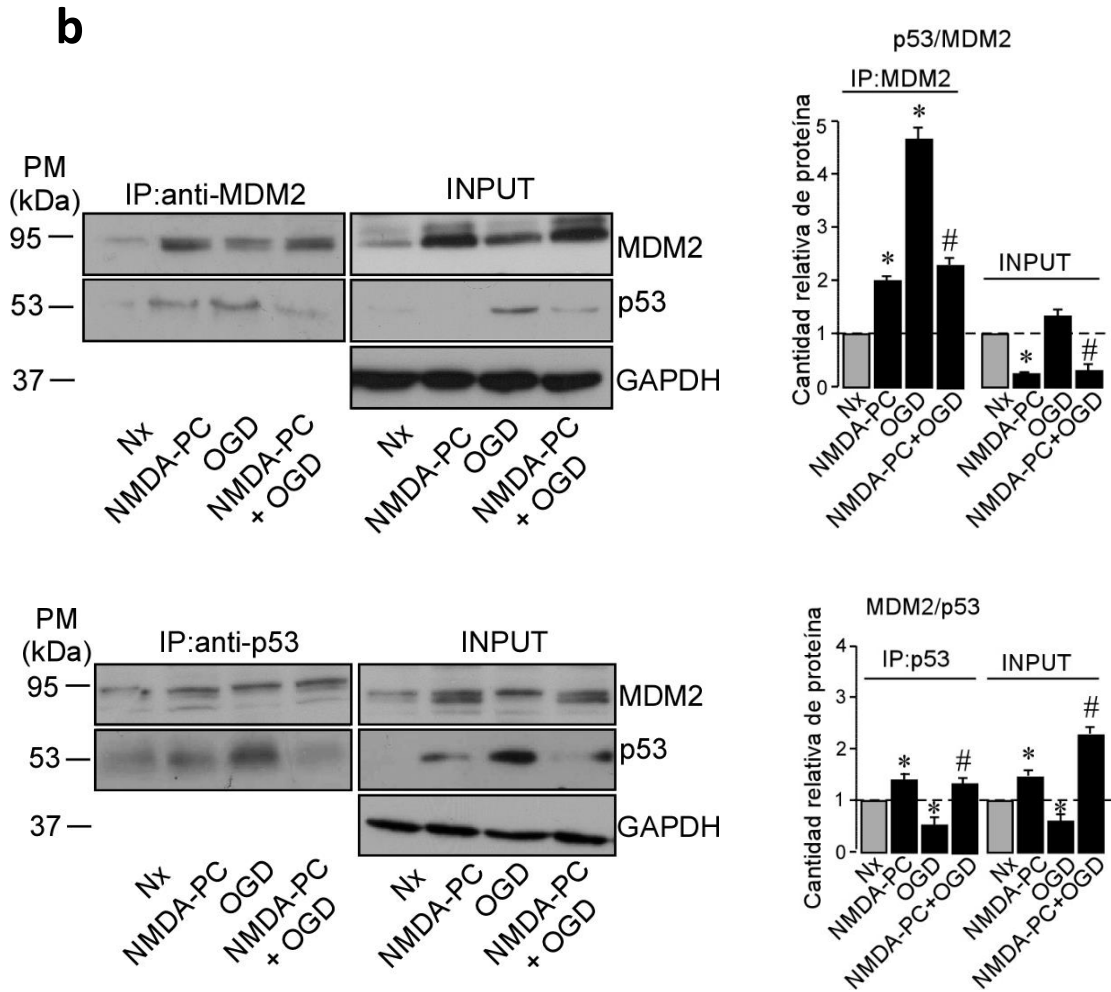 b
PM
(kDa)
IP:anti-MDM2
INPUT
95
MDM2
53
p53
37
GAPDH
Nx
NMDA-PC
OGD
NMDA-PC
+ OGD
Nx
NMDA-PC
OGD
NMDA-PC
+ OGD
p53/MDM2
IP:MDM2
INPUT
Cantidad relativa de proteína
5
4
3
2
1
0
*
*
#
*
#
Nx
NMDA-PC
OGD
NMDA-PC+OGD
Nx
NMDA-PC
OGD
NMDA-PC+OGD
PM
(kDa)
IP:anti-p53
INPUT
95
MDM2
53
p53
37
GAPDH
Nx
NMDA-PC
OGD
NMDA-PC
+ OGD
Nx
NMDA-PC
OGD
NMDA-PC
+ OGD
MDM2/p53
IP:p53
INPUT
Cantidad relativa de proteína
4
3
2
1
0
*
*
#
*
*
#
Nx
NMDA-PC
OGD
NMDA-PC+OGD
Nx
NMDA-PC
OGD
NMDA-PC+OGD